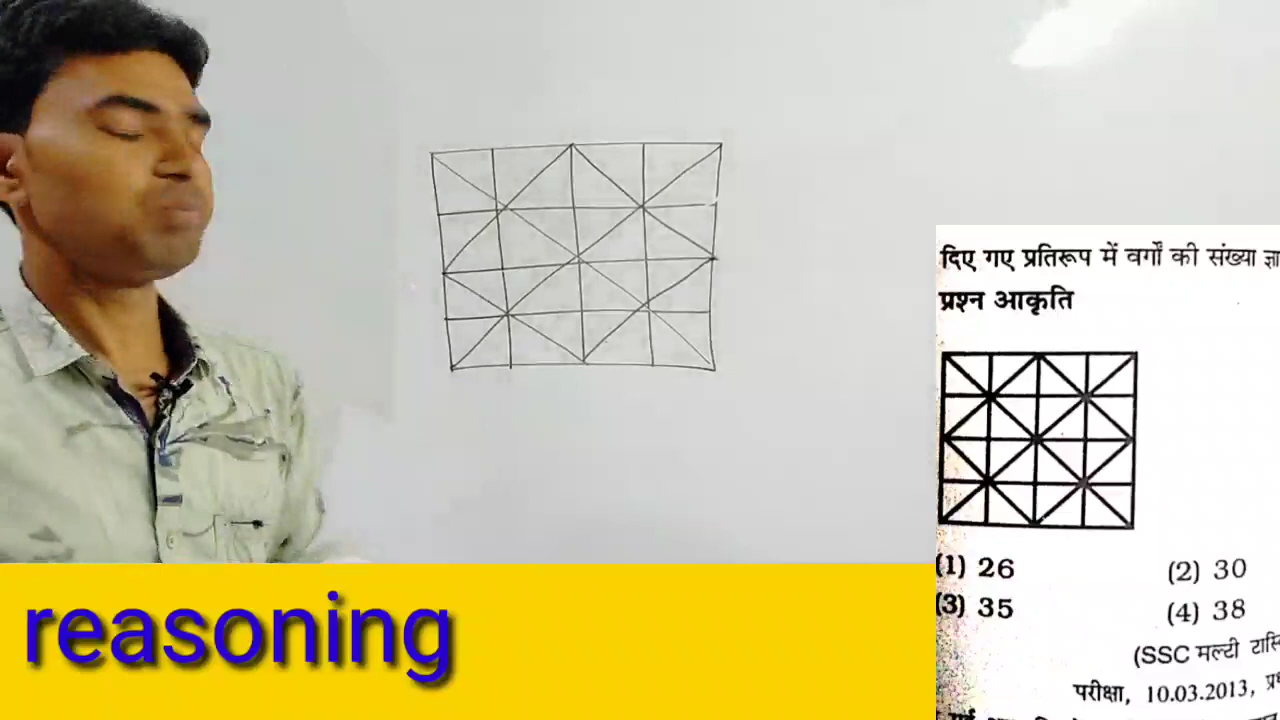 दिए गए प्रतिरूप में वर्गों की संख्या
प्रश्न आकृति
(1) 26 (2) 30
(3) 35 (4) 38
(SSC मल्टी
परीक्षा, 10.03.2013,
reasoning